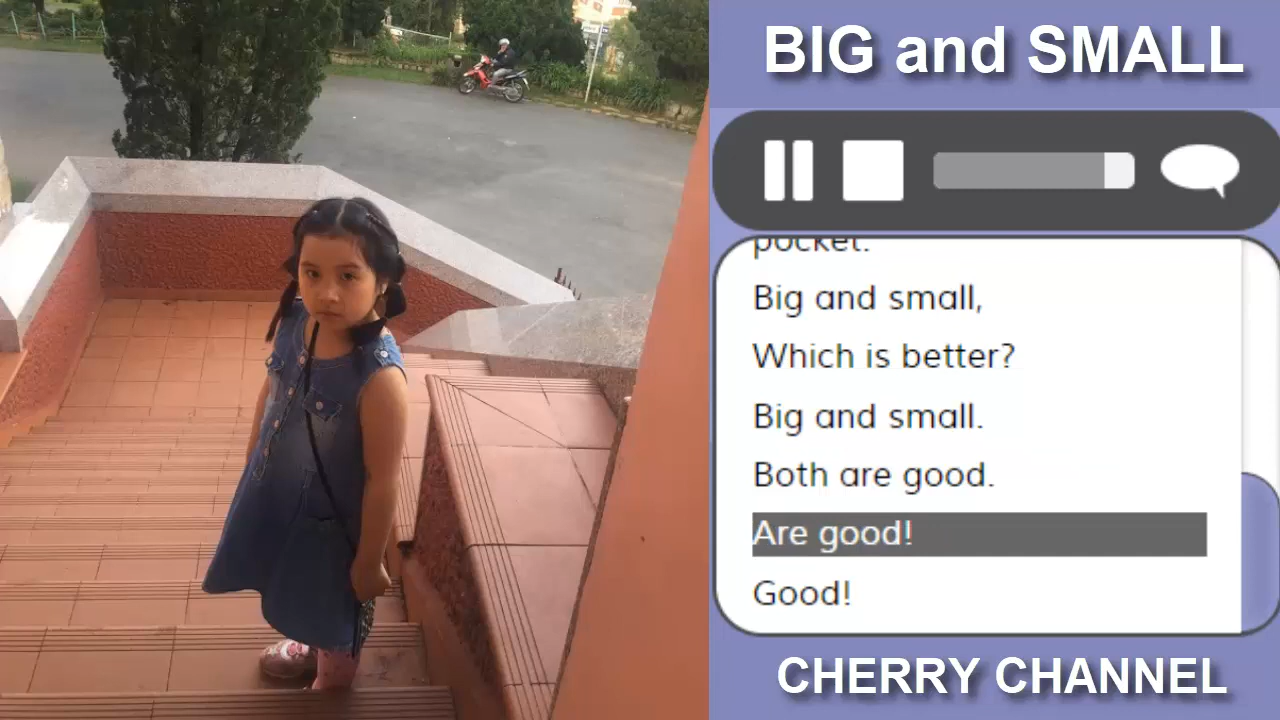 BIG and SMALL
pocket.
Big and small,
Which is better?
Big and small.
Both are good.
Are good!
Good!
CHERRY CHANNEL